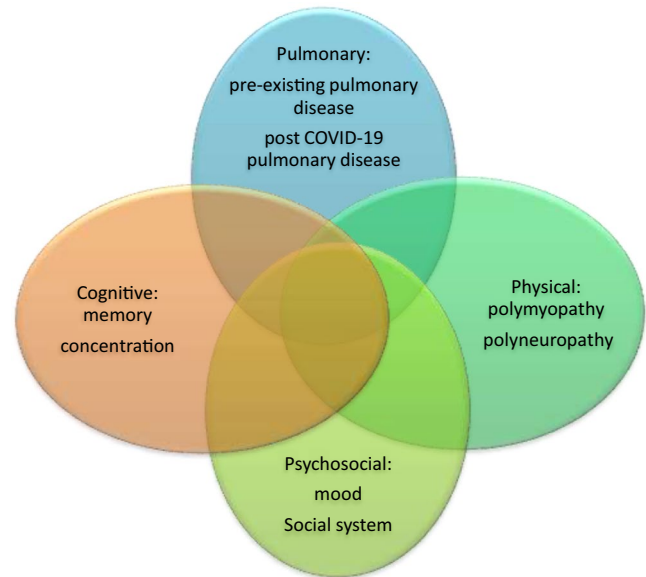 Pulmonary:
pre-existing pulmonary
disease
post COVID-19
pulmonary disease
Cognitive:
memory
concentration
Physical:
polymyopathy
polyneuropathy
Psychosocial:
mood
Social system